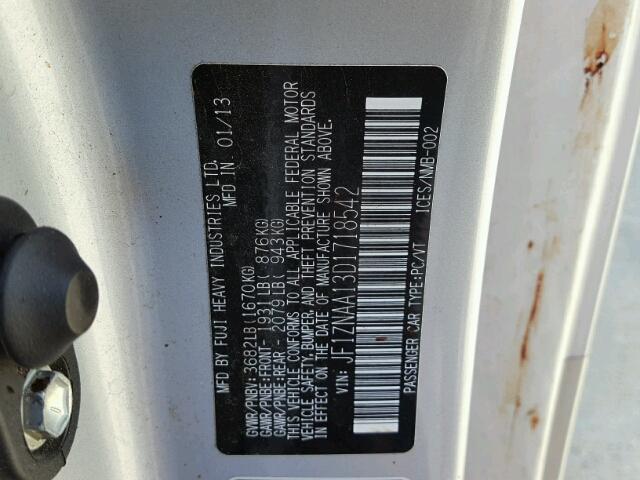 MFD BY FUJI HEAVY INDUSTRIES LTD.
MFD IN 01/13
GVWR/PNBV: 3682LB(1670KG)
GAWR/PNBE:FRONT- 1931LB( 876KG)
GAWR/PNBE:REAR - 2079LB( 943KG)
THIS VEHICLE CONFORMS TO ALL APPLICABLE FEDERAL MOTOR
VEHICLE SAFETY, BUMPER, AND THEFT PREVENTION STANDARDS
IN EFFECT ON THE DATE OF MANUFACTURE SHOWN ABOVE.
VIN: JF1ZNAA13D1718542
PASSENGER CAR TYPE:PC/VT ICES/NMB-002